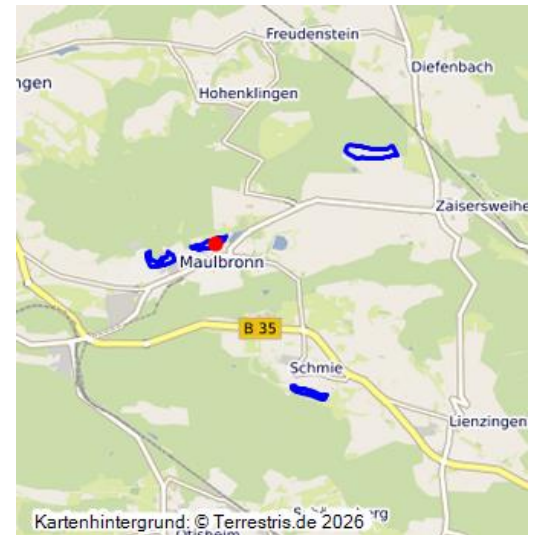 Freudenstein
Diefenbach
ngen
Hohenklingen
Zaisersweihe
Maulbronn
B 35
Schmie
Lienzingen
Kartenhintergrund: © Terrestris.de 2026